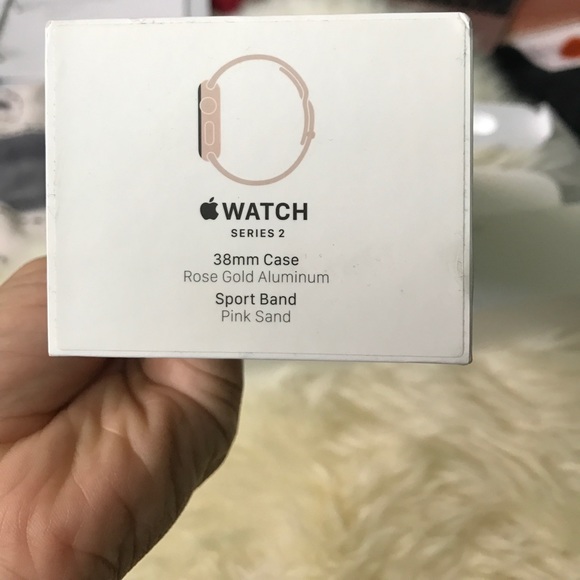 WATCH
SERIES 2
38mm Case
Rose Gold Aluminum
Sport Band
Pink Sand